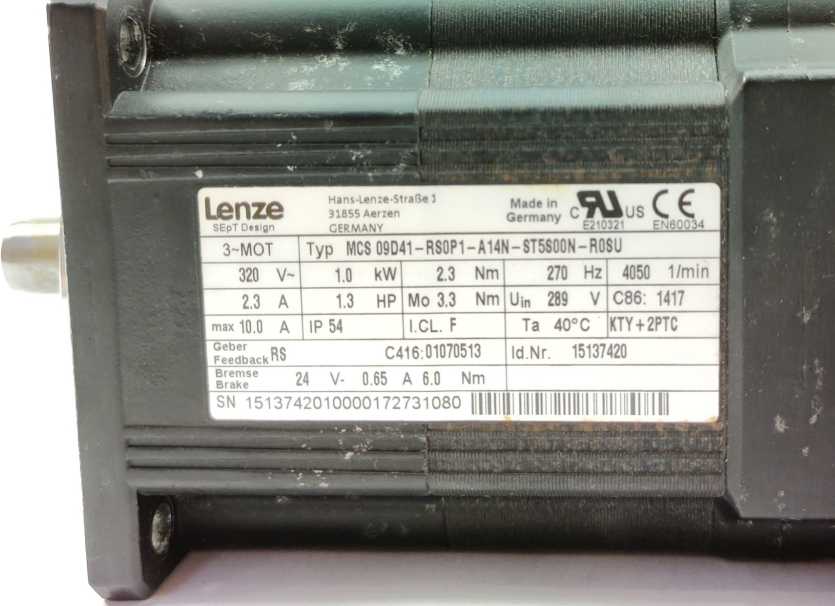 Lenze
SEpT Design
Hans-Lenze-Straße 1
31855 Aerzen
GERMANY
Made in
Germany
C RU US
E210321
CE
EN60034
3~MOT Typ MCS 09D41-RS0P1-A14N-ST5S00N-R0SU
320 V~ 1.0 kW 2.3 Nm 270 Hz 4050 1/min
2.3 A 1.3 HP Mo 3.3 Nm Uin 289 V C86: 1417
max 10.0 A IP 54 I.CL. F Ta 40°C KTY+2PTC
Geber
Feedback RS C416:01070513 Id.Nr. 15137420
Bremse
Brake 24 V- 0.65 A 6.0 Nm
SN 1513742010000172731080